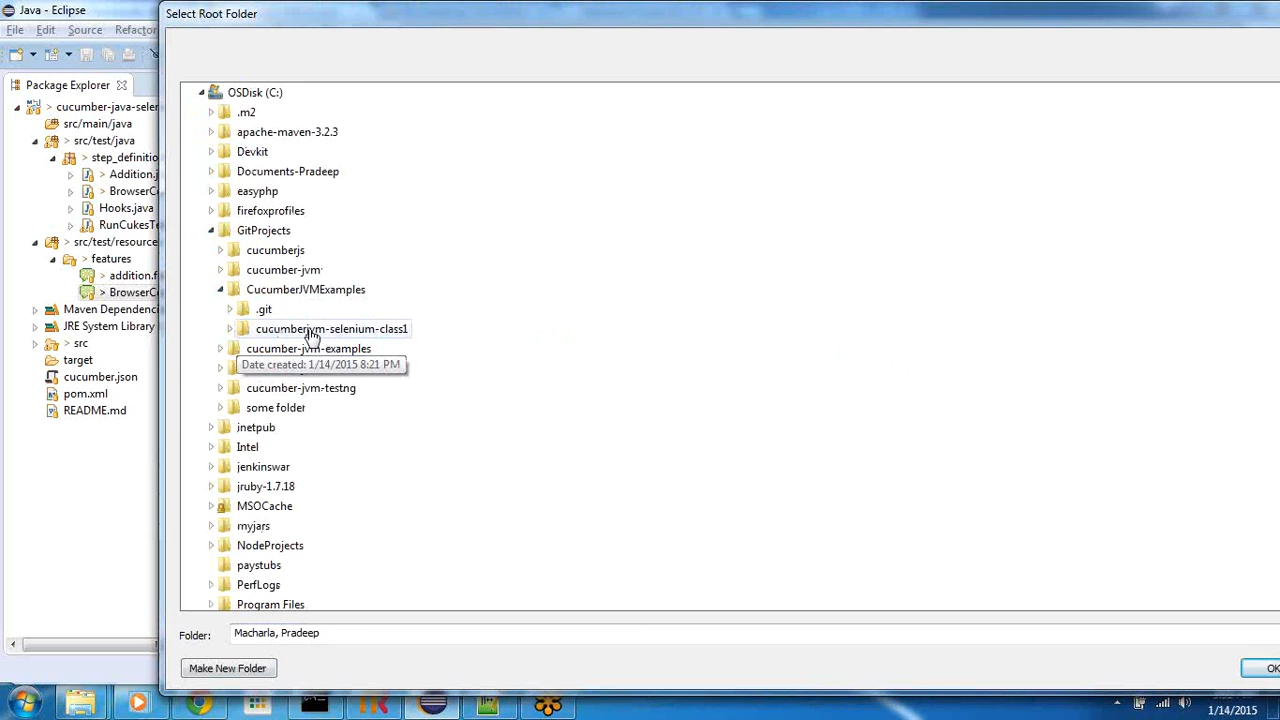 Java - Eclipse
Select Root Folder
File Edit Source Refactor
Package Explorer
> cucumber-java-seler
src/main/java
> src/test/java
> step_definitio
> Addition.j
> BrowserCo
Hooks.java
RunCukesTe
> src/test/resource
> features
> addition.f
> BrowserCo
Maven Dependenc
JRE System Library
> src
target
cucumber.json
pom.xml
README.md
OSDisk (C:)
.m2
apache-maven-3.2.3
Devkit
Documents-Pradeep
easyphp
firefoxprofiles
GitProjects
cucumberjs
cucumber-jvm
CucumberJVMExamples
.git
cucumberjvm-selenium-class1
cucumber-jvm-examples
Date created: 1/14/2015 8:21 PM
cucumber-jvm-testng
some folder
inetpub
Intel
jenkinswar
jruby-1.7.18
MSOCache
myjars
NodeProjects
paystubs
PerfLogs
Program Files
Folder: Macharla, Pradeep
Make New Folder
OK
1/14/2015